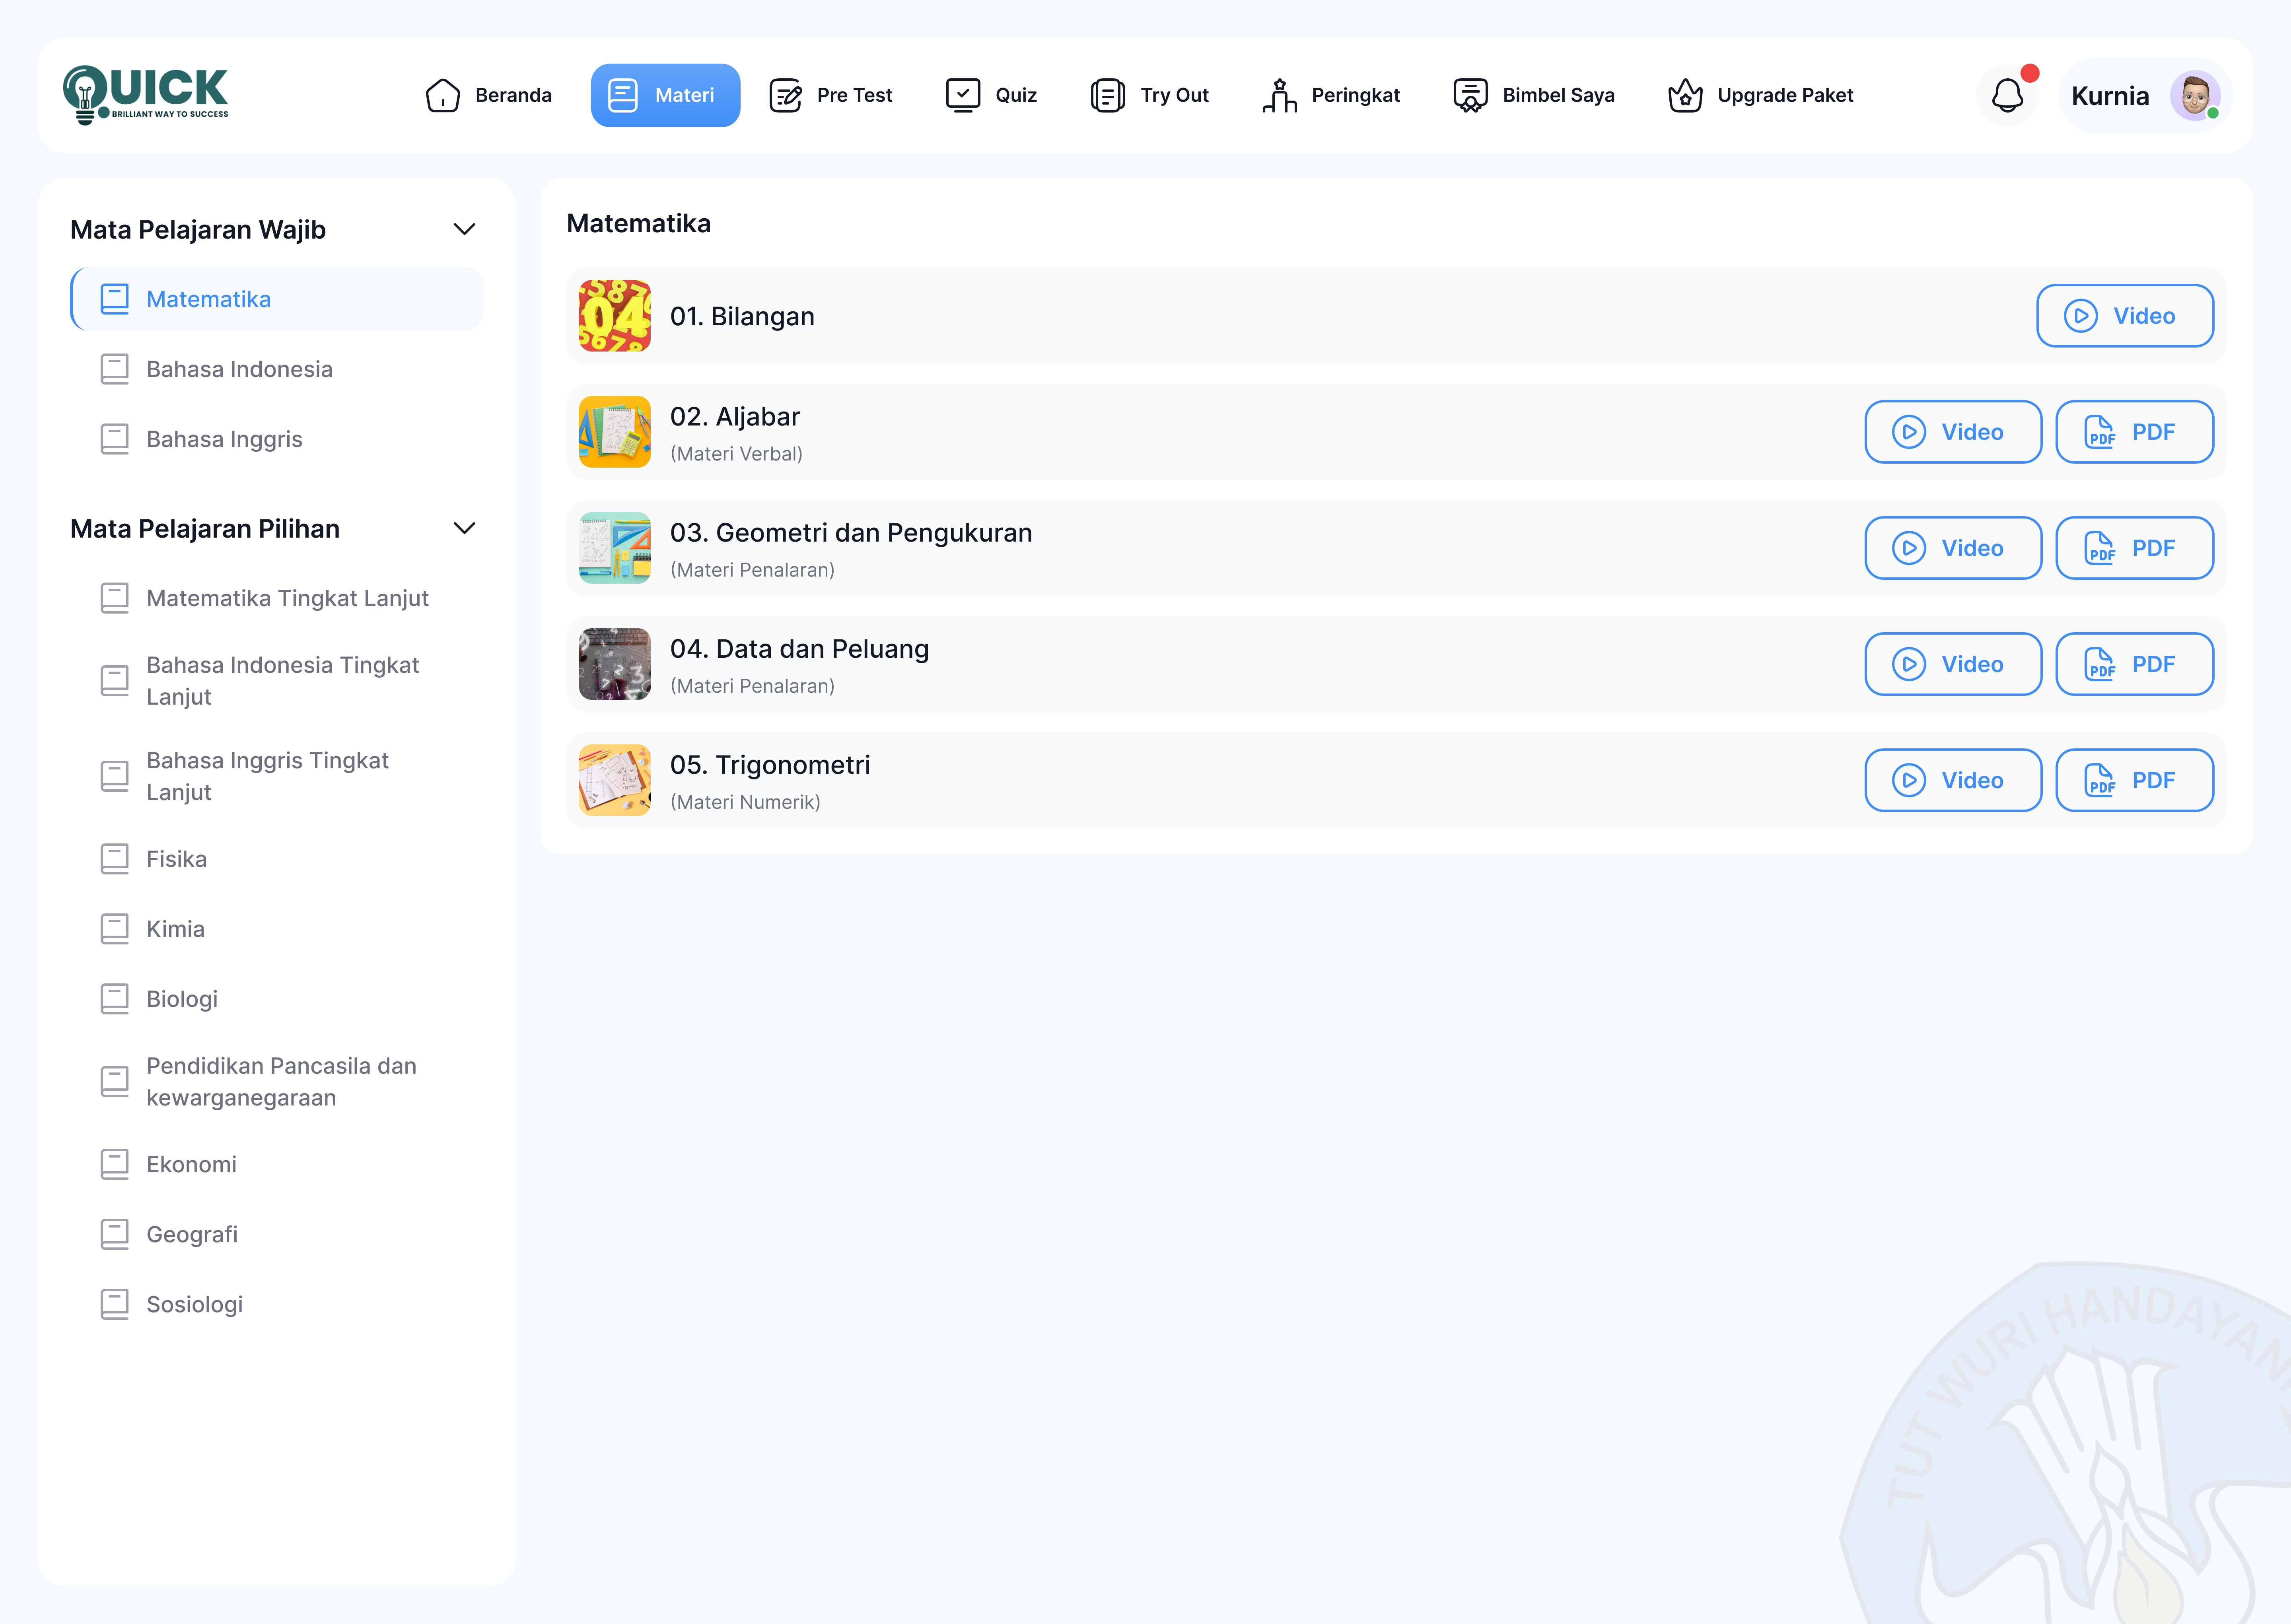 QUICK
BRILLIANT WAY TO SUCCESS
Beranda
Materi
Pre Test
Quiz
Try Out
Peringkat
Bimbel Saya
Upgrade Paket
Kurnia
Mata Pelajaran Wajib
Matematika
Bahasa Indonesia
Bahasa Inggris
Mata Pelajaran Pilihan
Matematika Tingkat Lanjut
Bahasa Indonesia Tingkat
Lanjut
Bahasa Inggris Tingkat
Lanjut
Fisika
Kimia
Biologi
Pendidikan Pancasila dan
kewarganegaraan
Ekonomi
Geografi
Sosiologi
Matematika
01. Bilangan
Video
02. Aljabar
(Materi Verbal)
Video
PDF PDF
03. Geometri dan Pengukuran
(Materi Penalaran)
Video
PDF PDF
04. Data dan Peluang
(Materi Penalaran)
Video
PDF PDF
05. Trigonometri
(Materi Numerik)
Video
PDF PDF
TUT WURI HANDAYANI